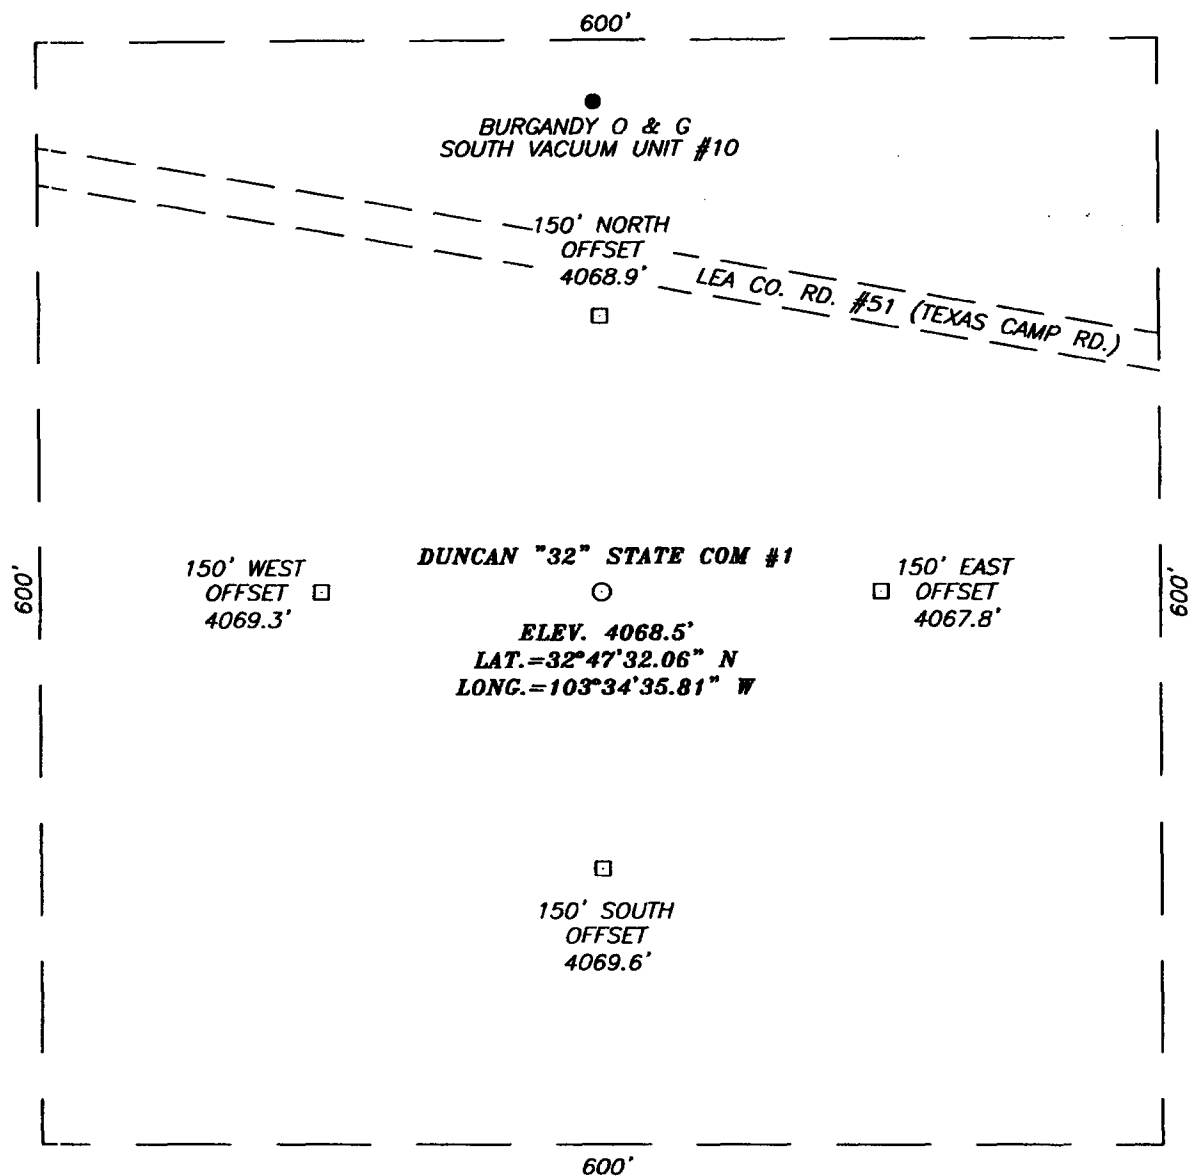 600'
BURGANDY O & G
SOUTH VACUUM UNIT #10
150' NORTH
OFFSET
4068.9'
LEA CO. RD. #51 (TEXAS CAMP RD.)
600'
150' WEST
OFFSET
4069.3'
DUNCAN "32" STATE COM #1
ELEV. 4068.5'
LAT.=32°47'32.06" N
LONG.=103°34'35.81" W
150' EAST
OFFSET
4067.8'
600'
150' SOUTH
OFFSET
4069.6'
600'